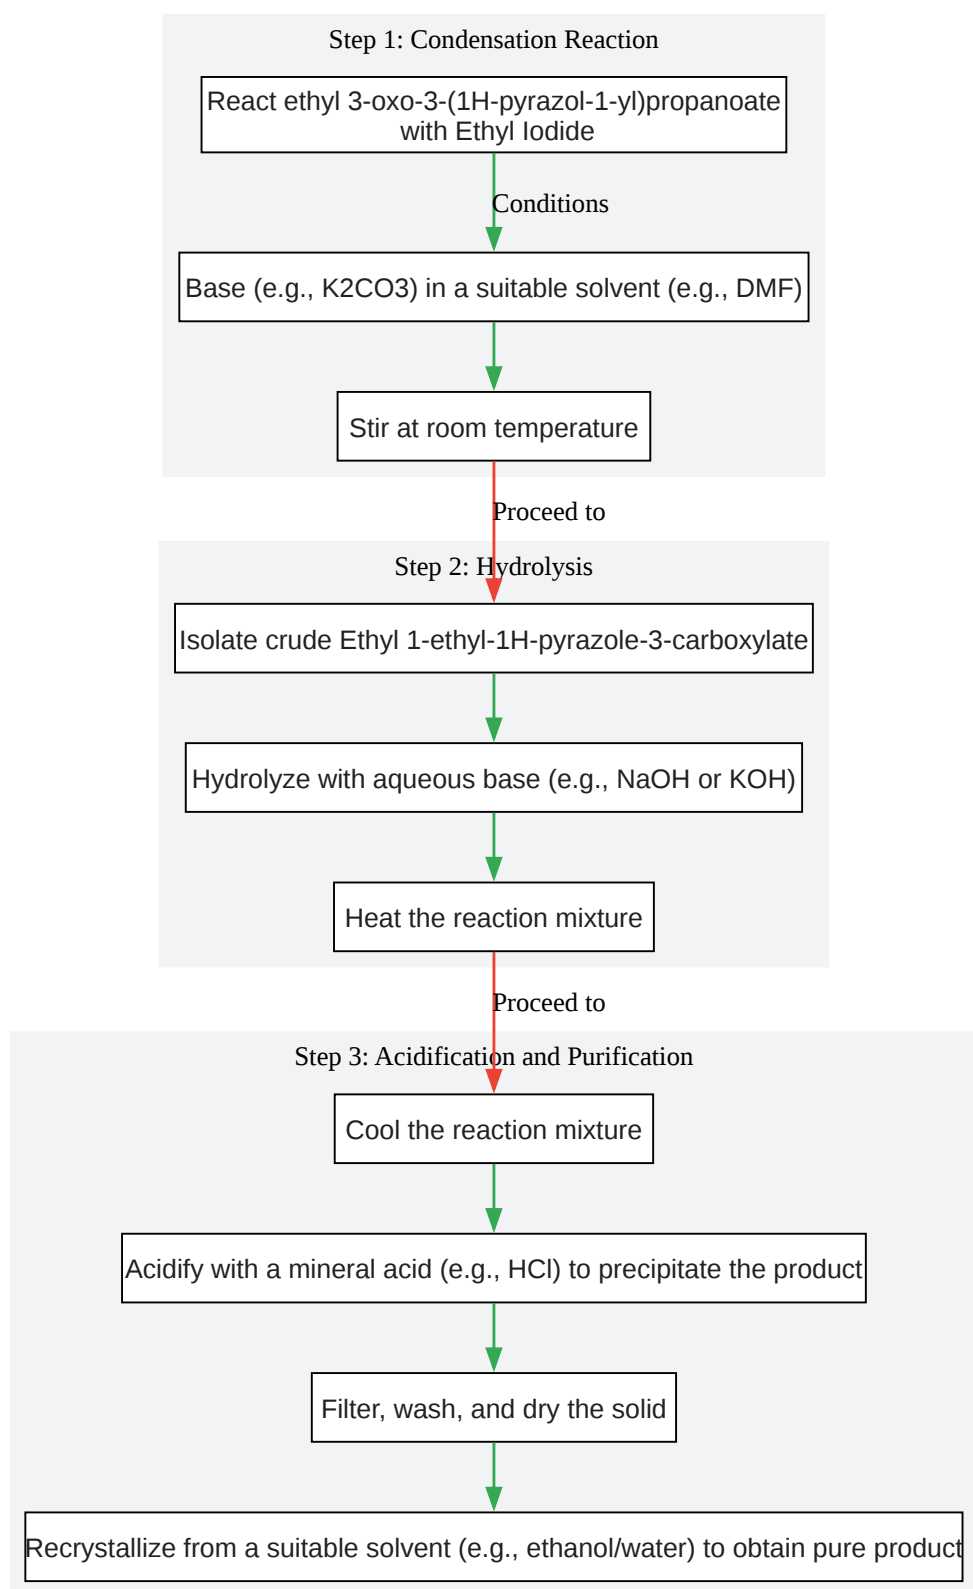 Step 1: Condensation Reaction
React ethyl 3-oxo-3-(1H-pyrazol-1-yl)propanoate
with Ethyl Iodide
Conditions
Base (e.g., K2CO3) in a suitable solvent (e.g., DMF)
Stir at room temperature
Proceed to
Step 2: Hydrolysis
Isolate crude Ethyl 1-ethyl-1H-pyrazole-3-carboxylate
Hydrolyze with aqueous base (e.g., NaOH or KOH)
Heat the reaction mixture
Proceed to
Step 3: Acidification and Purification
Cool the reaction mixture
Acidify with a mineral acid (e.g., HCl) to precipitate the product
Filter, wash, and dry the solid
Recrystallize from a suitable solvent (e.g., ethanol/water) to obtain pure product